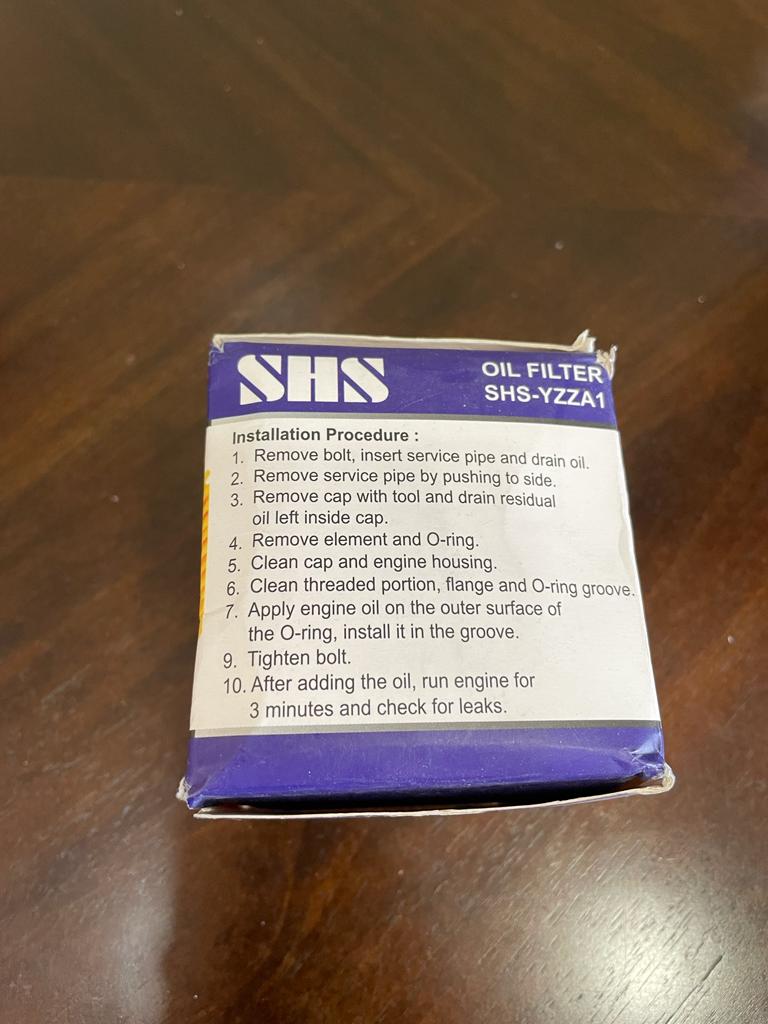 SHS
OIL FILTER
SHS-YZZA1
Installation Procedure :
1. Remove bolt, insert service pipe and drain oil.
2. Remove service pipe by pushing to side.
3. Remove cap with tool and drain residual
oil left inside cap.
4. Remove element and O-ring.
5. Clean cap and engine housing.
6. Clean threaded portion, flange and O-ring groove.
7. Apply engine oil on the outer surface of
the O-ring, install it in the groove.
9. Tighten bolt.
10. After adding the oil, run engine for
3 minutes and check for leaks.